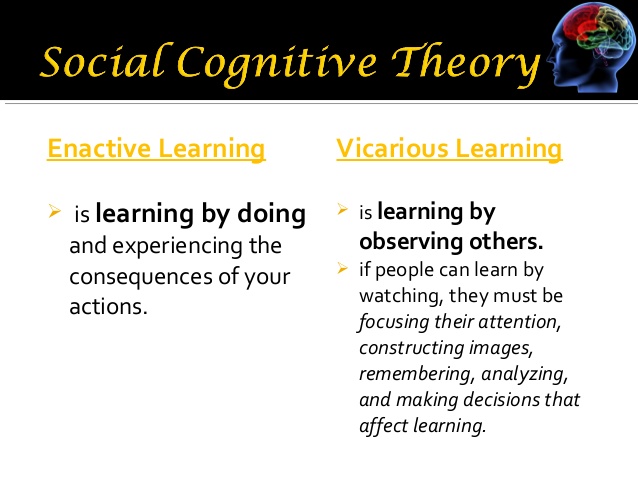 Social Cognitive Theory
Enactive Learning
➢ is learning by doing
and experiencing the
consequences of your
actions.
Vicarious Learning
➢ is learning by
observing others.
➢ if people can learn by
watching, they must be
focusing their attention,
constructing images,
remembering, analyzing,
and making decisions that
affect learning.